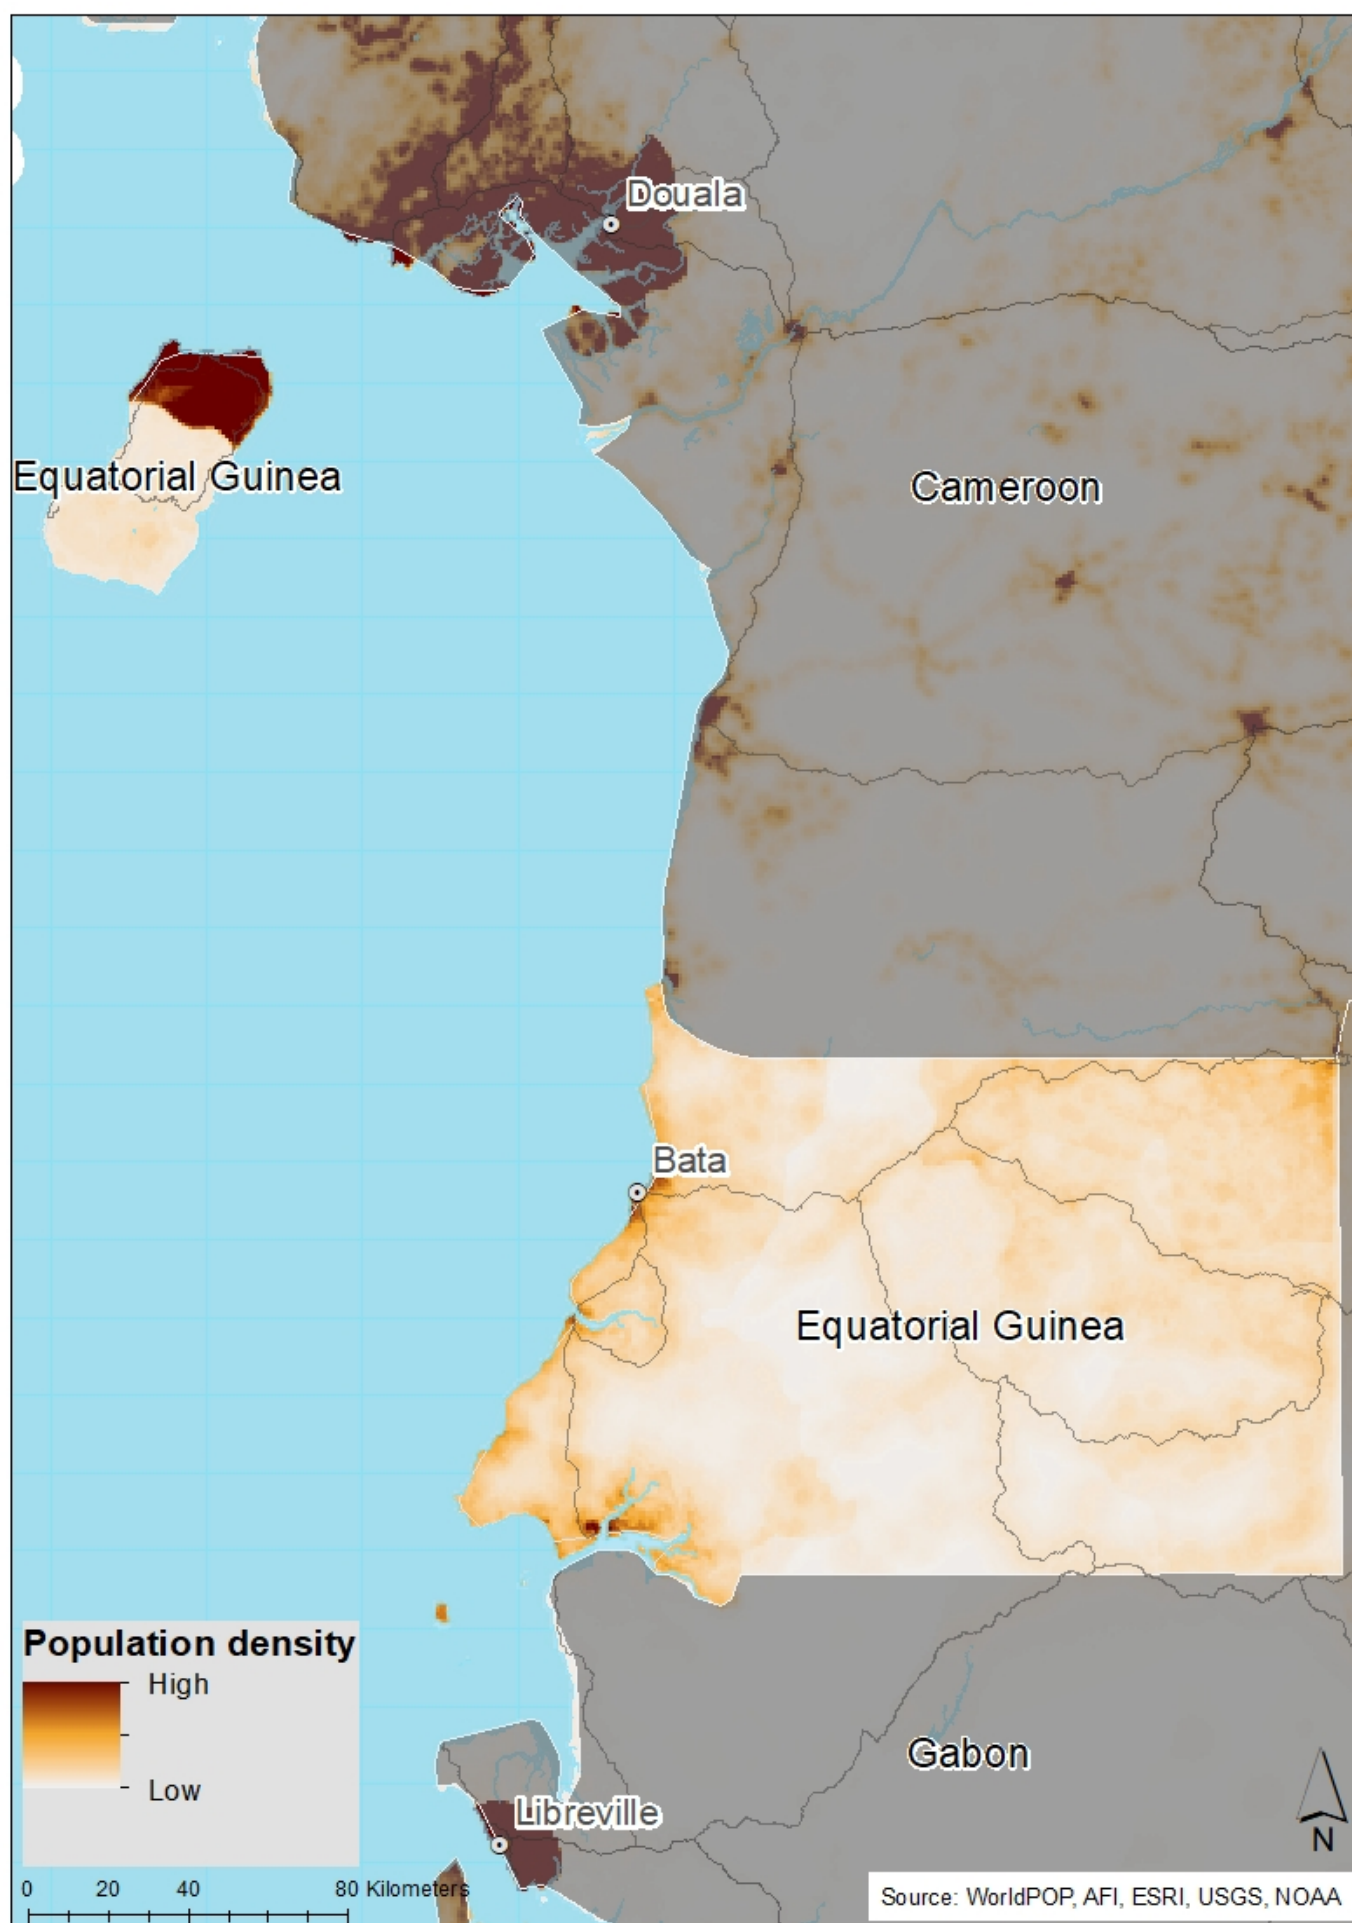 Douala
Equatorial Guinea
Cameroon
Bata
Equatorial Guinea
Population density
High
Low
Gabon
Libreville
N
0 20 40 80 Kilometers
Source: WorldPOP, AFI, ESRI, USGS, NOAA